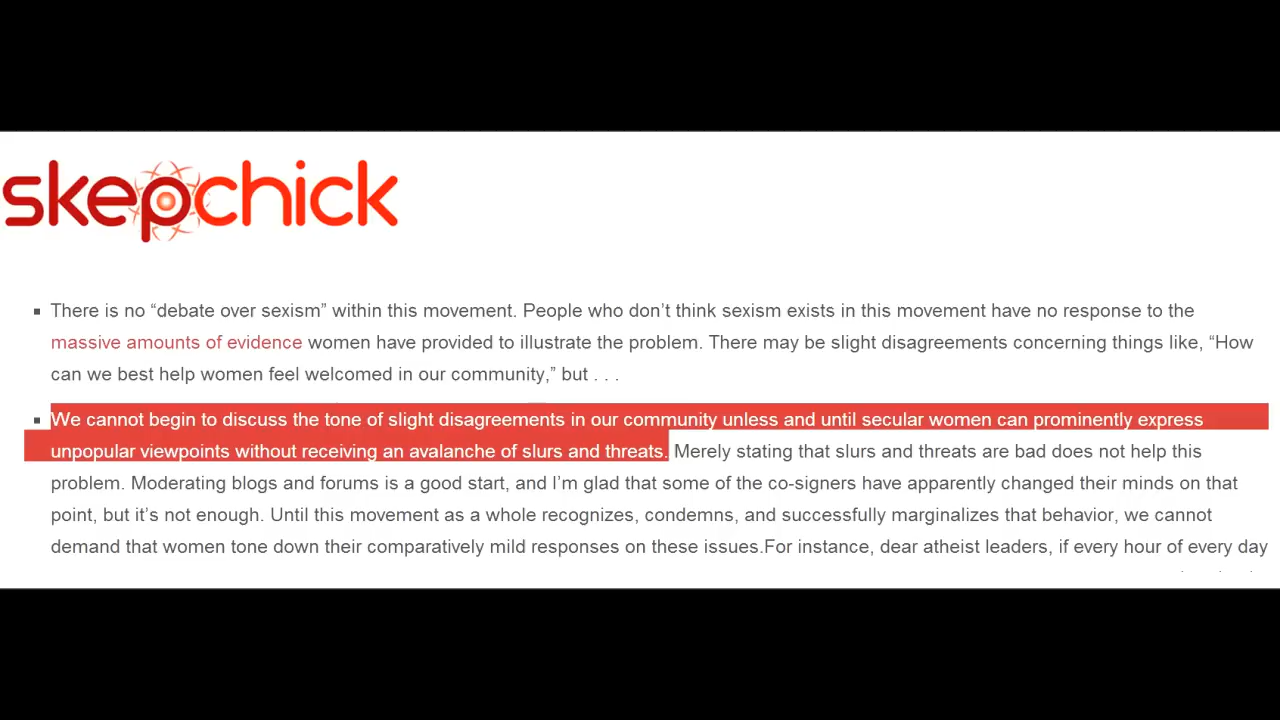 skepchick
There is no “debate over sexism” within this movement. People who don’t think sexism exists in this movement have no response to the
massive amounts of evidence women have provided to illustrate the problem. There may be slight disagreements concerning things like, “How
can we best help women feel welcomed in our community,” but . . .
We cannot begin to discuss the tone of slight disagreements in our community unless and until secular women can prominently express
unpopular viewpoints without receiving an avalanche of slurs and threats. Merely stating that slurs and threats are bad does not help this
problem. Moderating blogs and forums is a good start, and I’m glad that some of the co-signers have apparently changed their minds on that
point, but it’s not enough. Until this movement as a whole recognizes, condemns, and successfully marginalizes that behavior, we cannot
demand that women tone down their comparatively mild responses on these issues.For instance, dear atheist leaders, if every hour of every day